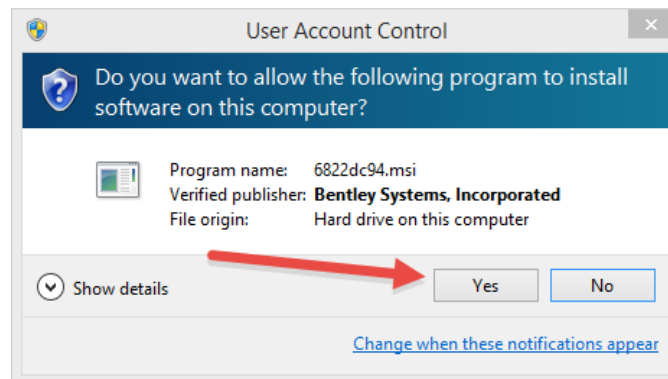 User Account Control
Do you want to allow the following program to install
software on this computer?
Program name: 6822dc94.msi
Verified publisher: Bentley Systems, Incorporated
File origin: Hard drive on this computer
Show details
Yes No
Change when these notifications appear